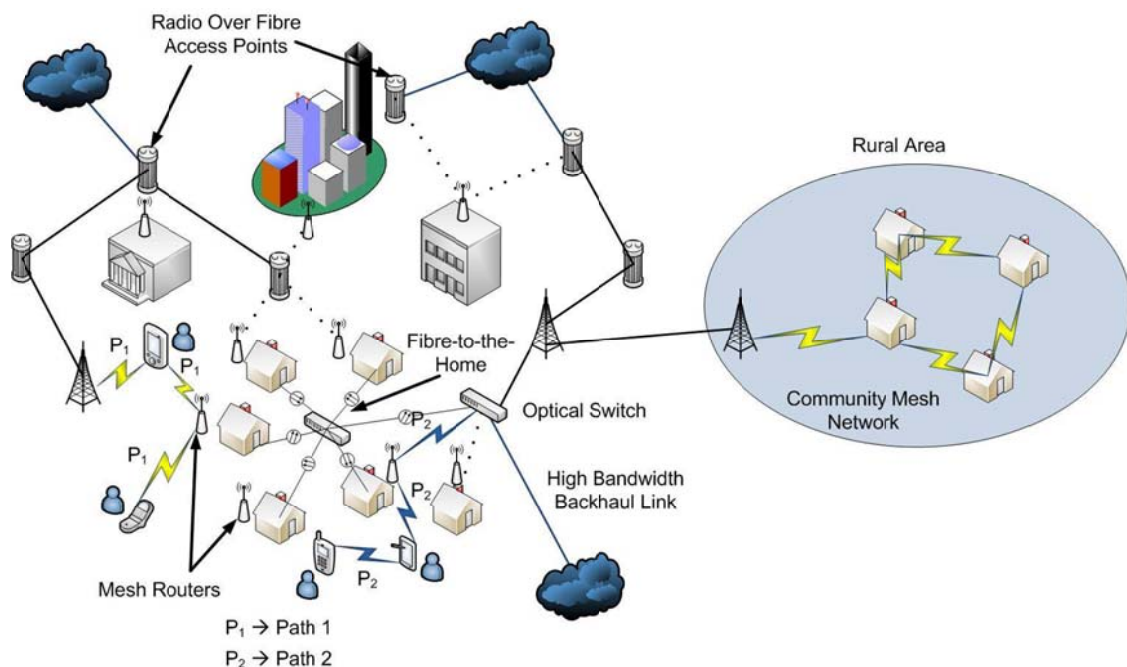 Radio Over Fibre
Access Points
Rural Area
Fibre-to-the-
Home
P1
P1
P2
Optical Switch
Community Mesh
Network
P1
P2
High Bandwidth
Backhaul Link
Mesh Routers
P2
P1 → Path 1
P2 → Path 2